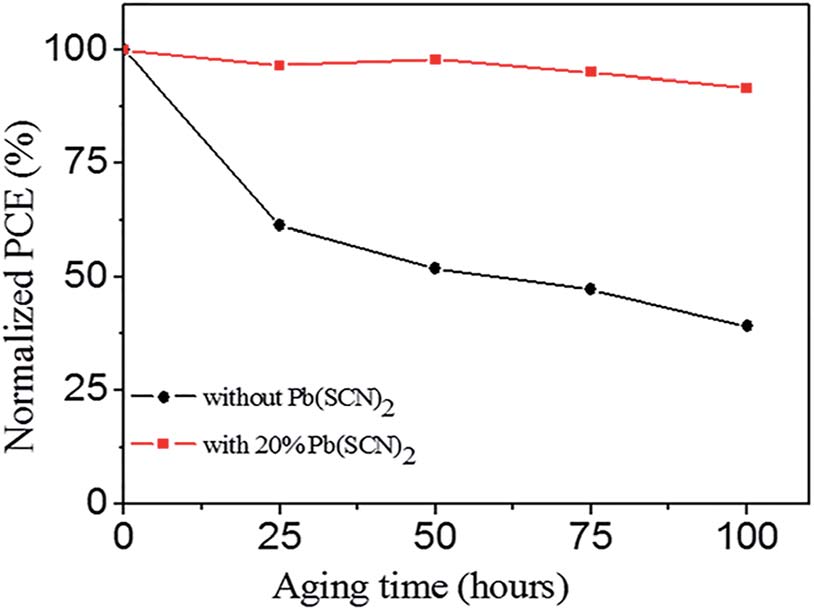 Normalized PCE (%)
100
75
50
25
0
without Pb(SCN)2
with 20% Pb(SCN)2
0 25 50 75 100
Aging time (hours)